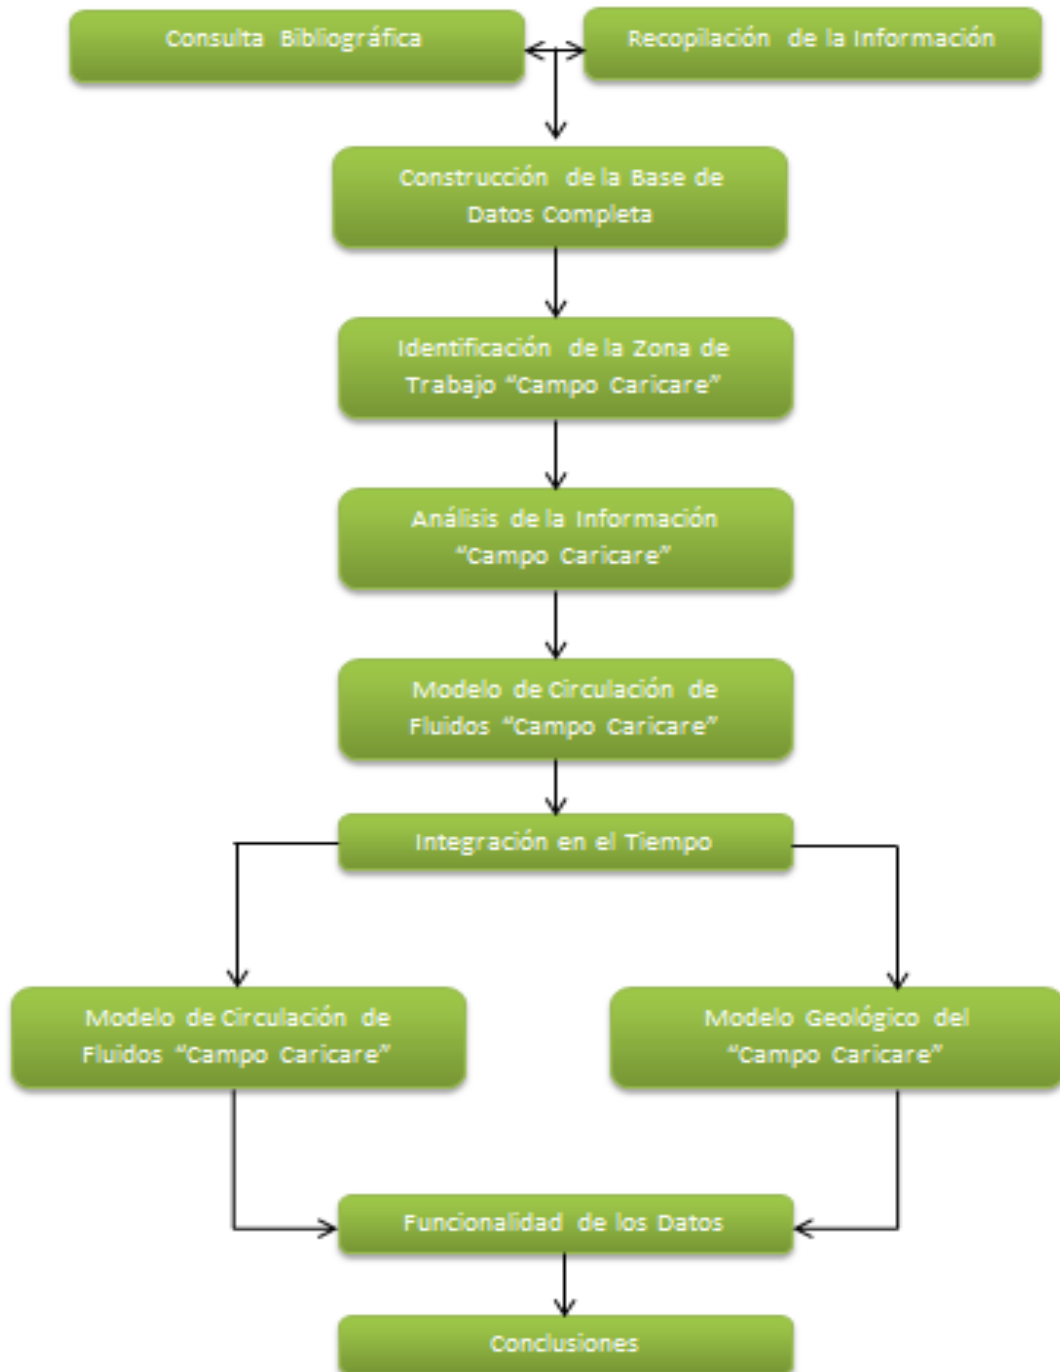 Consulta Bibliográfica
Recopilación de la Información
Construcción de la Base de
Datos Completa
Identificación de la Zona de
Trabajo “Campo Caricare”
Análisis de la Información
“Campo Caricare”
Modelo de Circulación de
Fluidos “Campo Caricare”
Integración en el Tiempo
Modelo de Circulación de
Fluidos “Campo Caricare”
Modelo Geológico del
“Campo Caricare”
Funcionalidad de los Datos
Conclusiones